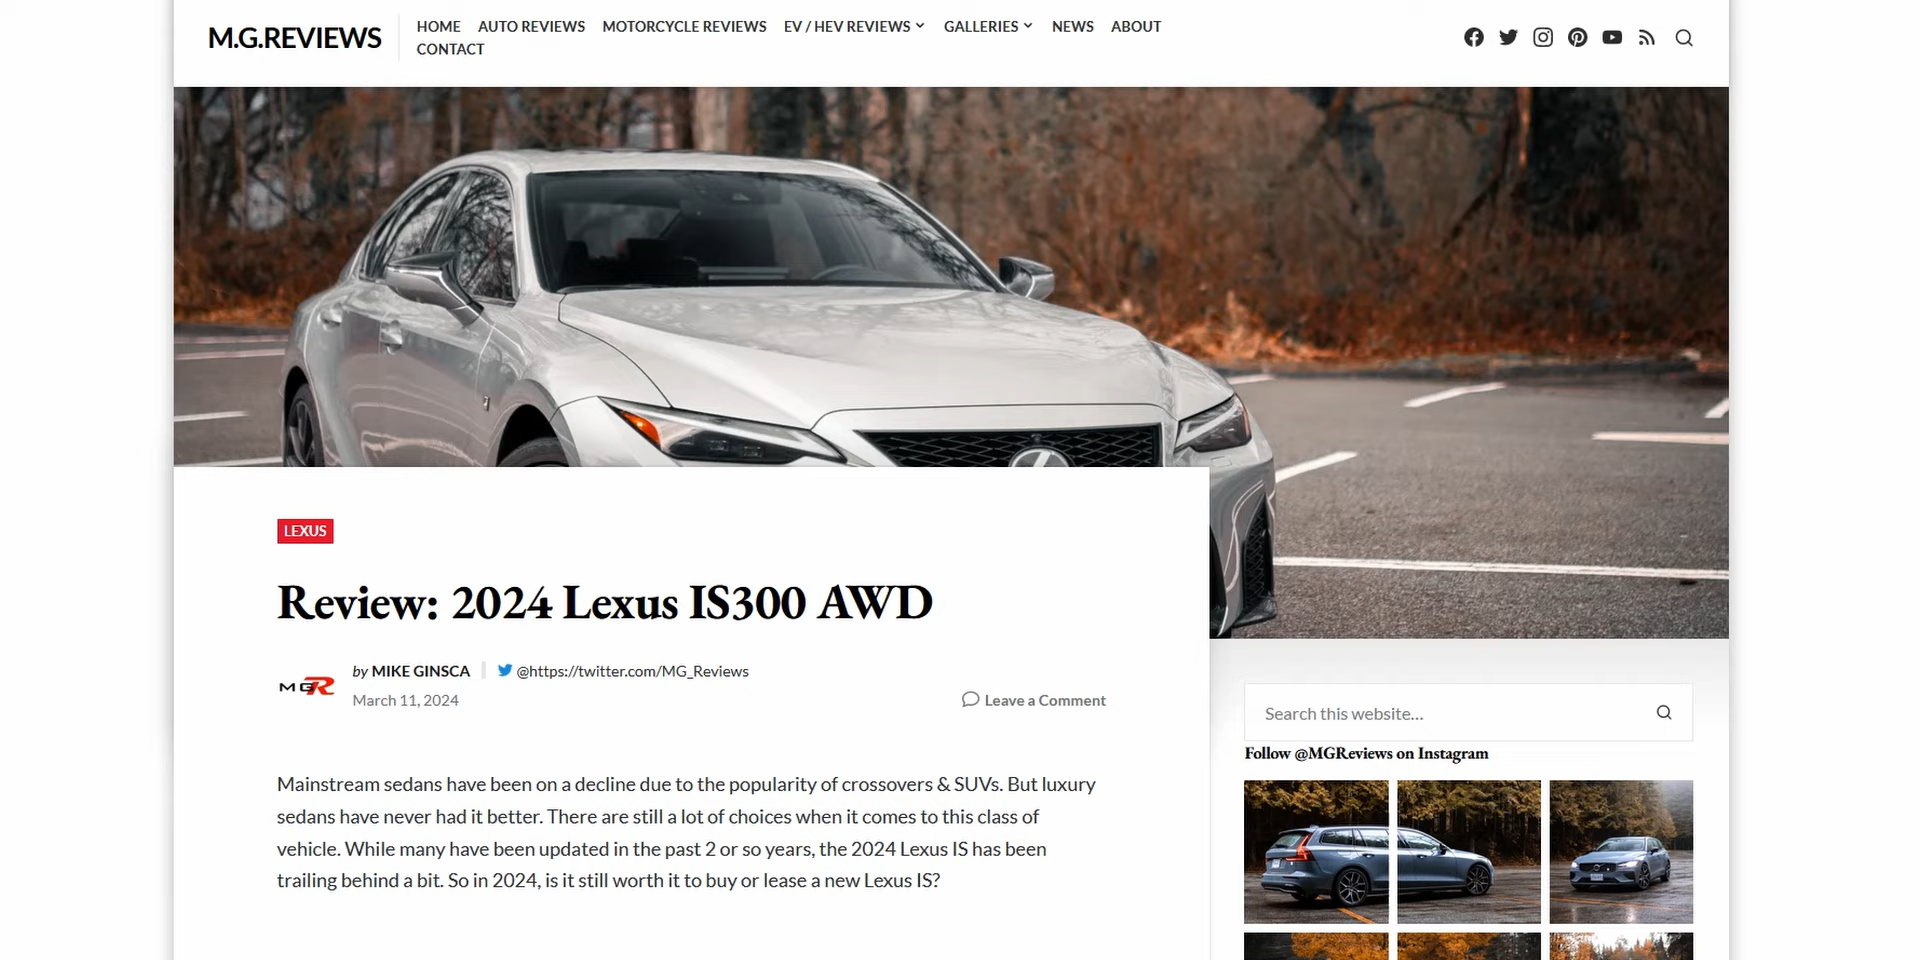 M.G.REVIEWS
HOME AUTO REVIEWS MOTORCYCLE REVIEWS EV / HEV REVIEWS GALLERIES NEWS ABOUT
CONTACT
LEXUS
Review: 2024 Lexus IS300 AWD
MGR
by MIKE GINSCA @https://twitter.com/MG_Reviews
March 11, 2024
Leave a Comment
Mainstream sedans have been on a decline due to the popularity of crossovers & SUVs. But luxury
sedans have never had it better. There are still a lot of choices when it comes to this class of
vehicle. While many have been updated in the past 2 or so years, the 2024 Lexus IS has been
trailing behind a bit. So in 2024, is it still worth it to buy or lease a new Lexus IS?
Search this website…
Follow @MGReviews on Instagram